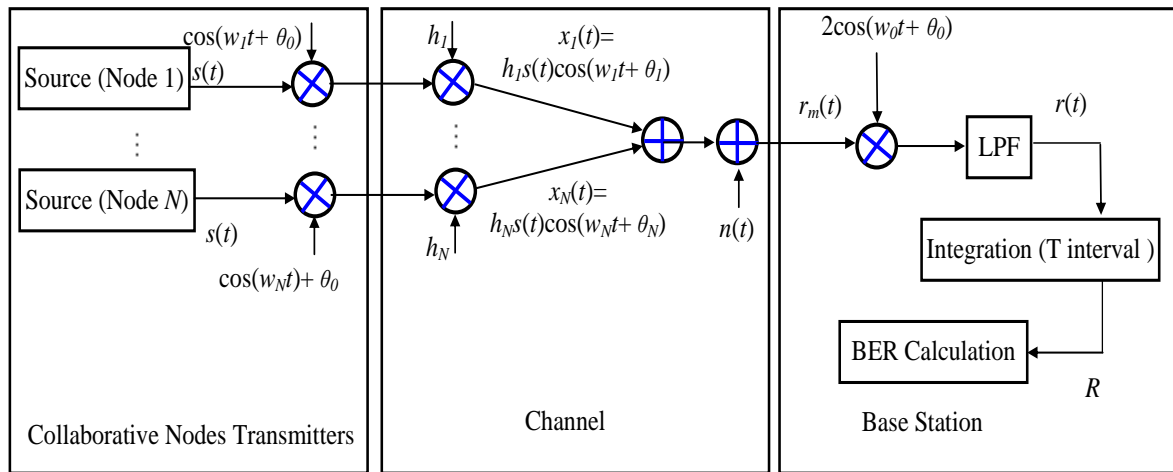 cos(w1t+ θ0)
Source (Node 1)
s(t)
⋮
Source (Node N)
s(t)
cos(wNt)+ θ0
Collaborative Nodes Transmitters
h1
x1(t)=
h1s(t)cos(w1t+ θ1)
⋮
xN(t)=
hNs(t)cos(wNt+ θN)
hN
n(t)
Channel
2cos(w0t+ θ0)
rm(t)
LPF
r(t)
Integration (T interval )
BER Calculation
R
Base Station